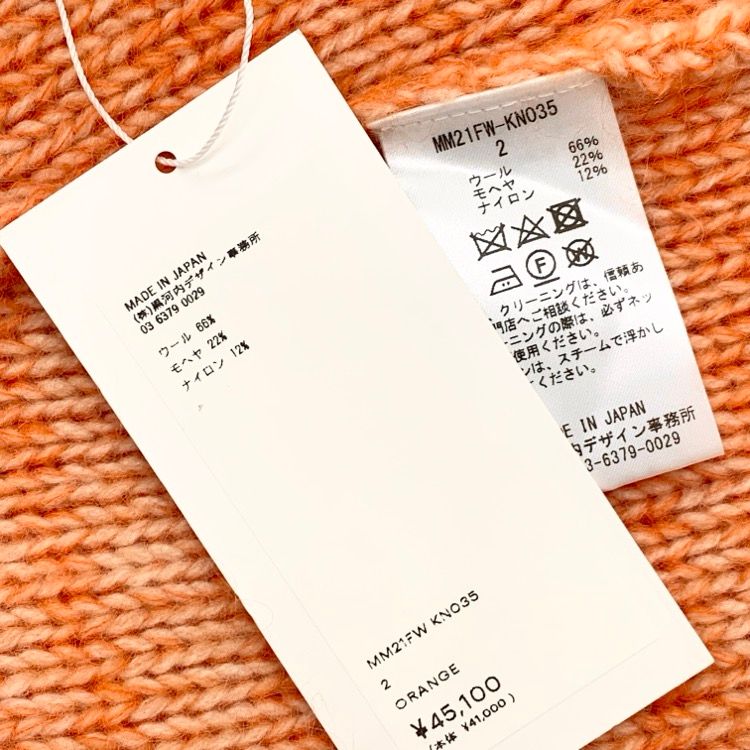 MADE IN JAPAN
(株)黒河内デザイン事務所
03 6379 0029
ウール 66%
モヘヤ 22%
ナイロン 12%
MM21FW KN035
2
ORANGE
¥45,100
(本体 ¥41,000)
MM21FW-KN035
2
ウール 66%
モヘヤ 22%
ナイロン 12%
F
W
クリーニングは、信頼あ
門店へご相談ください。
ニングの際は、必ずネッ
使用ください。
ンは、スチームで浮かし
ください。
E IN JAPAN
内デザイン事務所
3-6379-0029